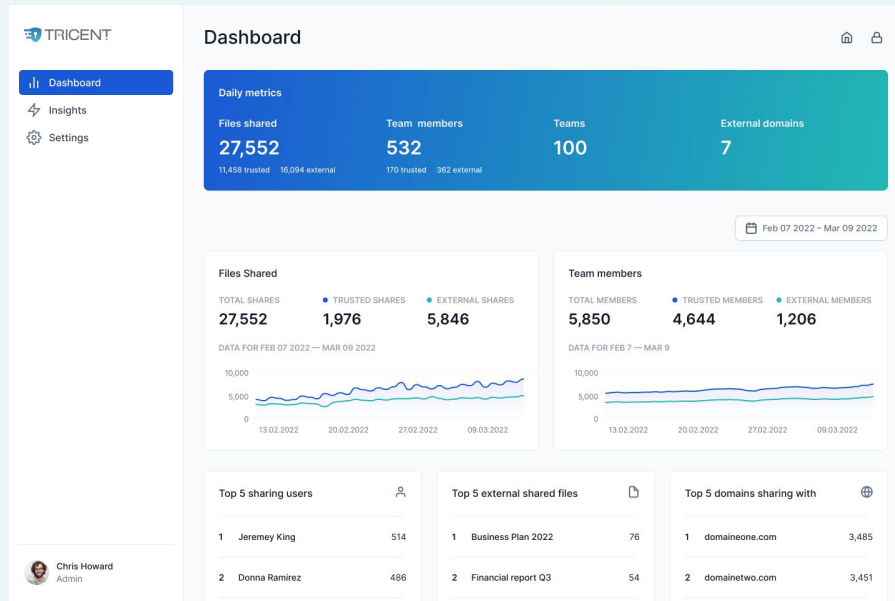 TRICENT
Dashboard
Insights
Settings
Chris Howard
Admin
Dashboard
Daily metrics
Files shared
27,552
11,458 trusted 16,094 external
Team members
532
170 trusted 362 external
Teams
100
External domains
7
Feb 07 2022 – Mar 09 2022
Files Shared
TOTAL SHARES
27,552
TRUSTED SHARES
1,976
EXTERNAL SHARES
5,846
DATA FOR FEB 07 2022 — MAR 09 2022
10,000
5,000
0
13.02.2022 20.02.2022 27.02.2022 09.03.2022
Team members
TOTAL MEMBERS
5,850
TRUSTED MEMBERS
4,644
EXTERNAL MEMBERS
1,206
DATA FOR FEB 7 — MAR 9
10,000
5,000
0
13.02.2022 20.02.2022 27.02.2022 09.03.2022
Top 5 sharing users
1 Jeremey King 514
2 Donna Ramirez 486
Top 5 external shared files
1 Business Plan 2022 76
2 Financial report Q3 54
Top 5 domains sharing with
1 domaineone.com 3,485
2 domainetwo.com 3,451